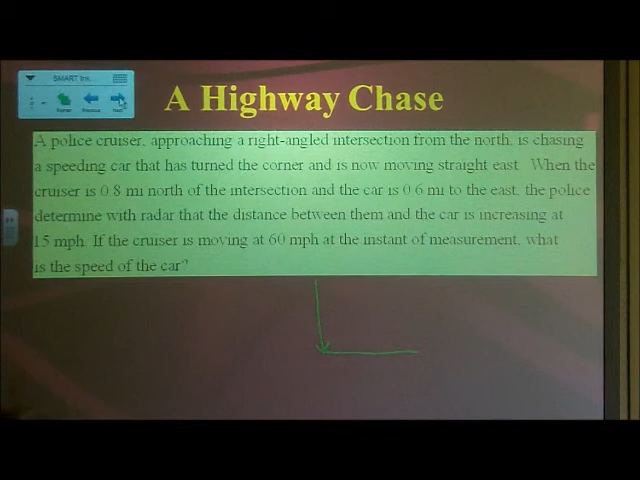 SMART Ink
Previous
Next
A Highway Chase
A police cruiser, approaching a right-angled intersection from the north, is chasing
a speeding car that has turned the corner and is now moving straight east. When the
cruiser is 0.8 mi north of the intersection and the car is 0.6 mi to the east, the police
determine with radar that the distance between them and the car is increasing at
15 mph. If the cruiser is moving at 60 mph at the instant of measurement, what
is the speed of the car?